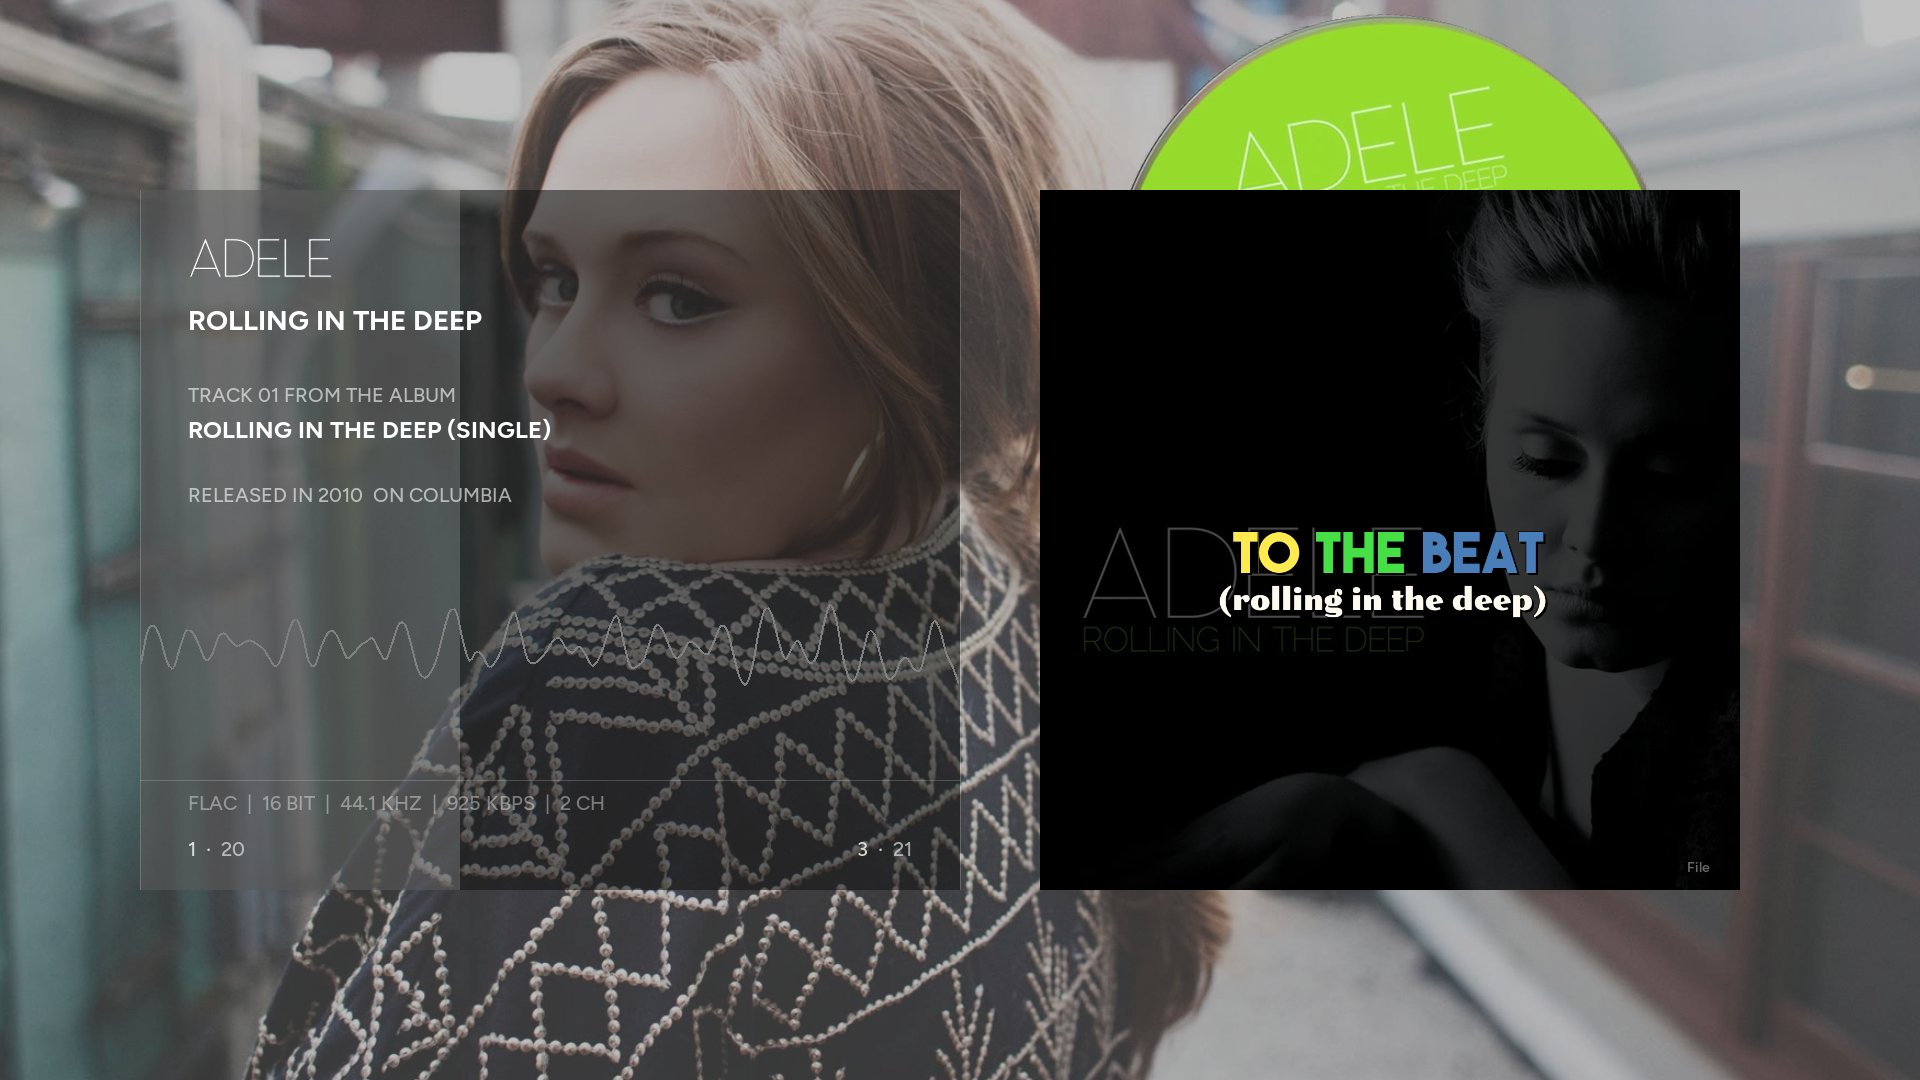 ADELE
ROLLING IN THE DEEP
TRACK 01 FROM THE ALBUM
ROLLING IN THE DEEP (SINGLE)
RELEASED IN 2010 ON COLUMBIA
FLAC | 16 BIT | 44.1 KHZ | 925 KBPS | 2 CH
1 · 20
3 · 21
ADELE
THE DEEP
ADELE
TO THE BEAT
(rolling in the deep)
ROLLING IN THE DEEP
File